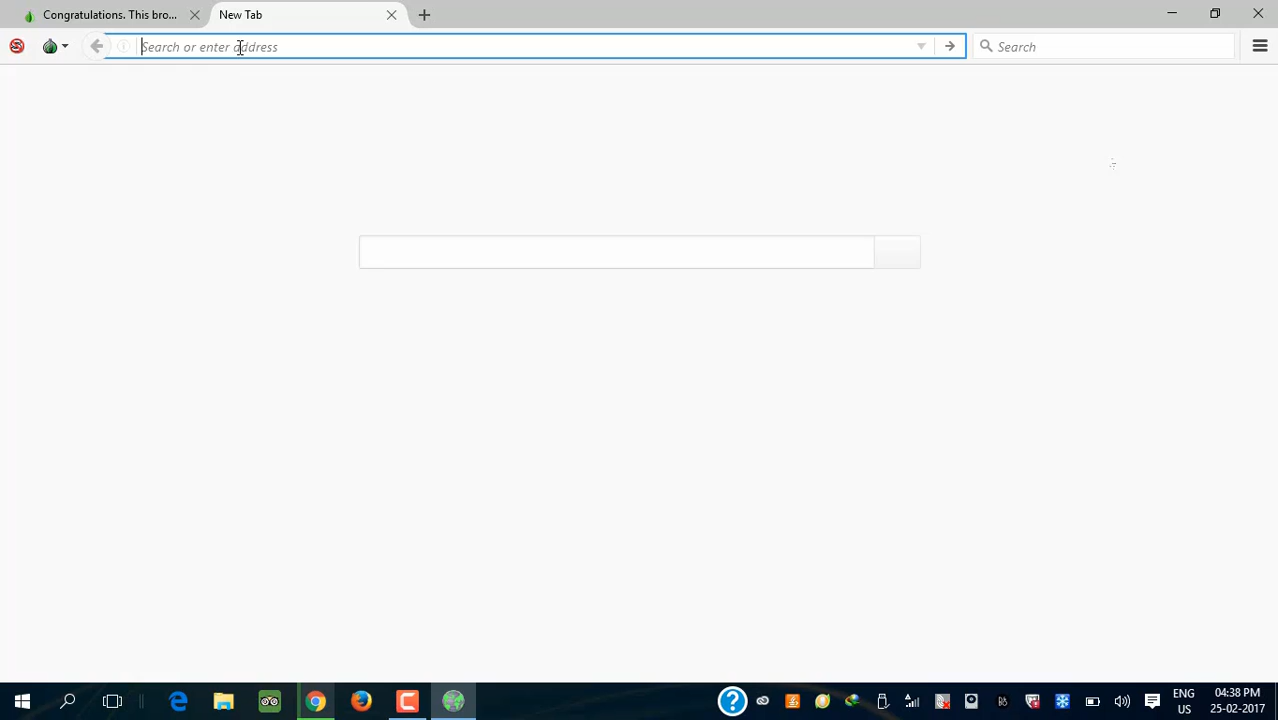 Congratulations. This bro...
New Tab
Search or enter address
Search
ENG
US
04:38 PM
25-02-2017